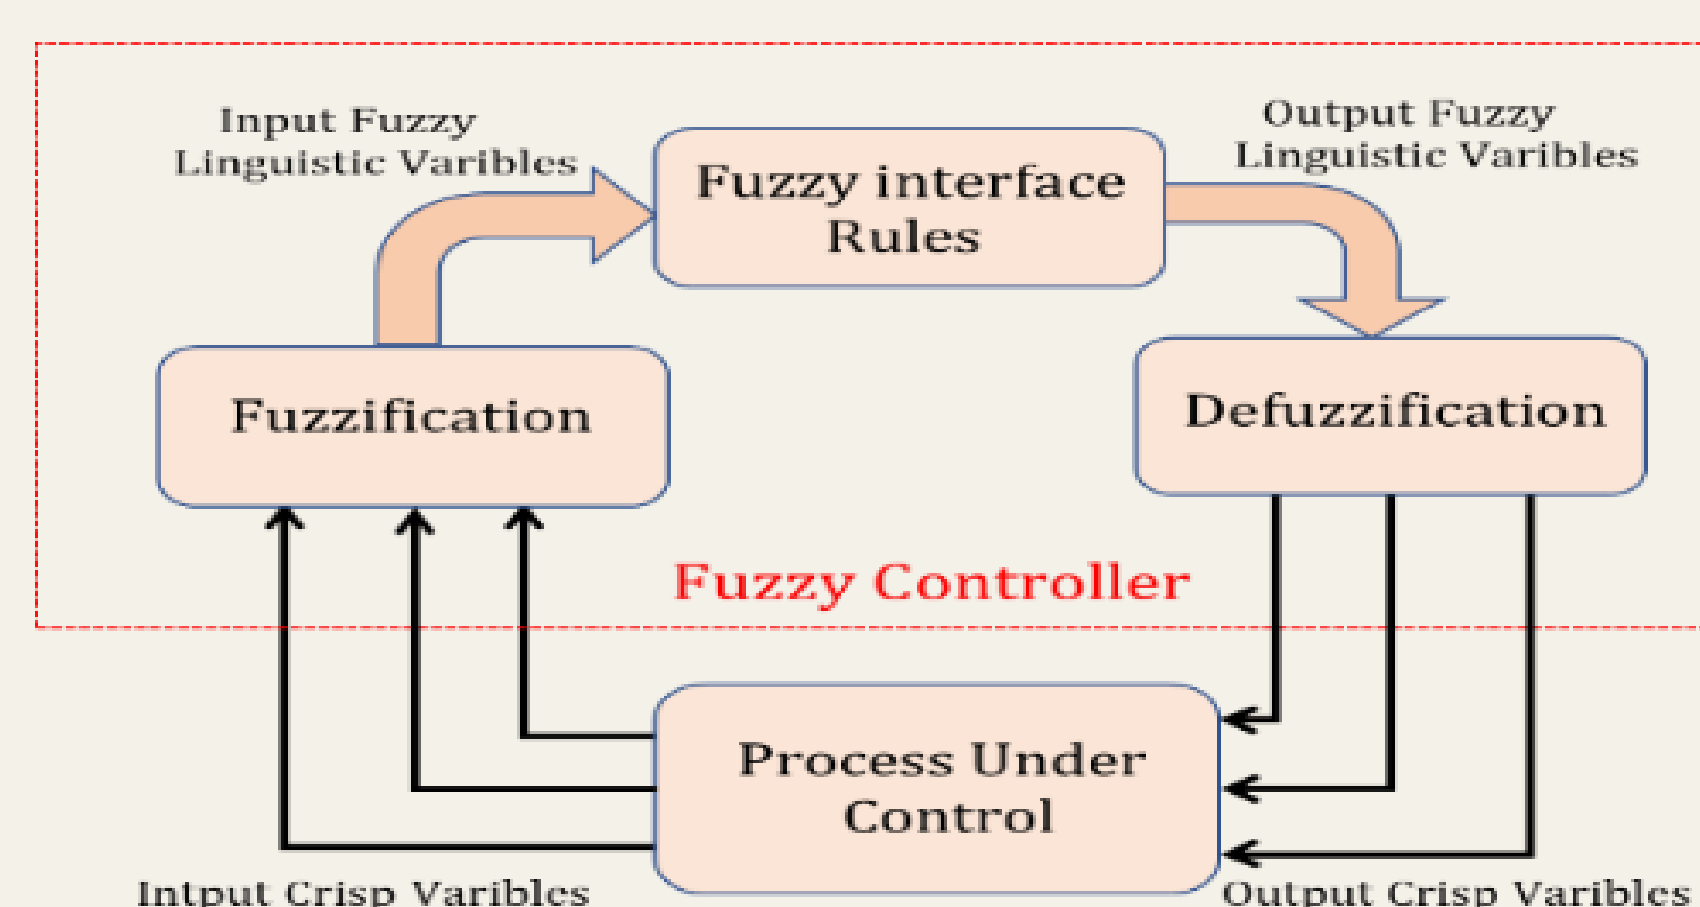 Input Fuzzy
Linguistic Varibles
Output Fuzzy
Linguistic Varibles
Fuzzy interface
Rules
Fuzzification
Defuzzification
Fuzzy Controller
Process Under
Control
Intput Crisp Varibles
Output Crisp Varibles